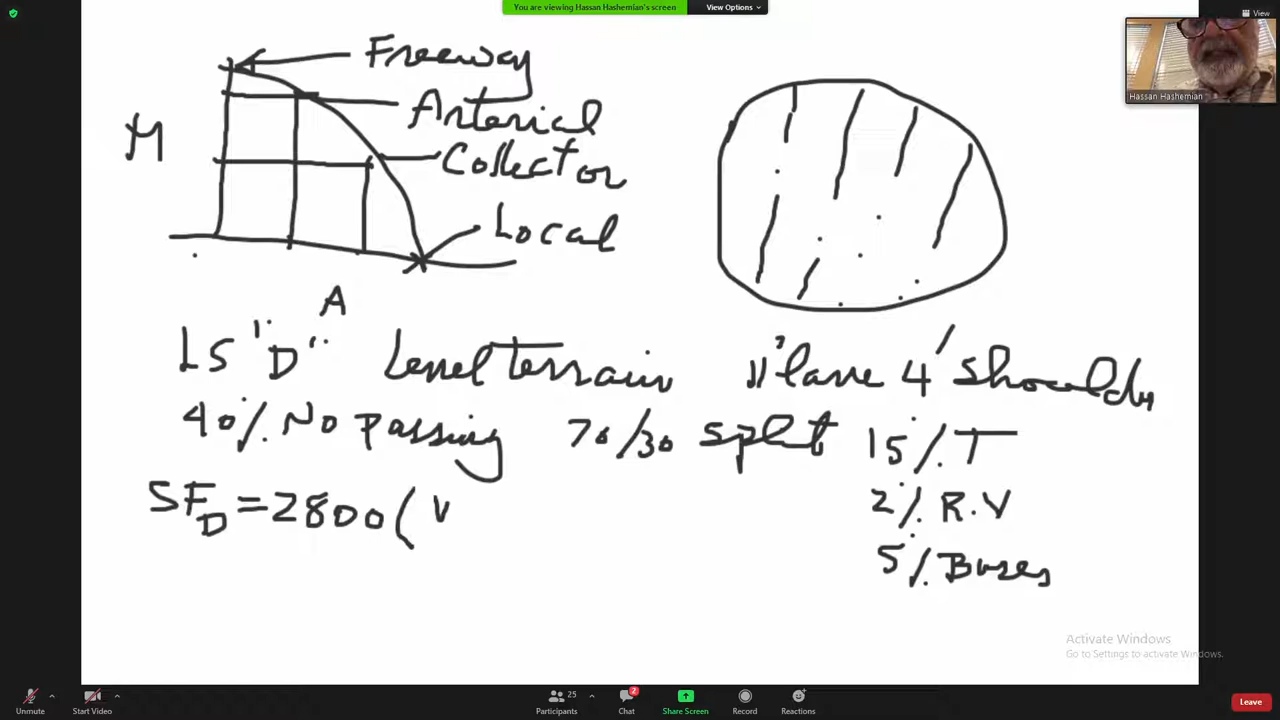 You are viewing Hassan Hashemian's screen
View Options
View
Hassan Hashemian
Freeway
Arterial
M
Collector
Local
A
LS "D" Level terrain 11' lane 4' Shoulder
40% No Passing 70/30 split 15% T
SF_D = 2800 ( V
2% R.V
5% Buses
Activate Windows
Go to Settings to activate Windows.
Unmute
Start Video
25
Participants
2
Chat
Share Screen
Record
Reactions
Leave